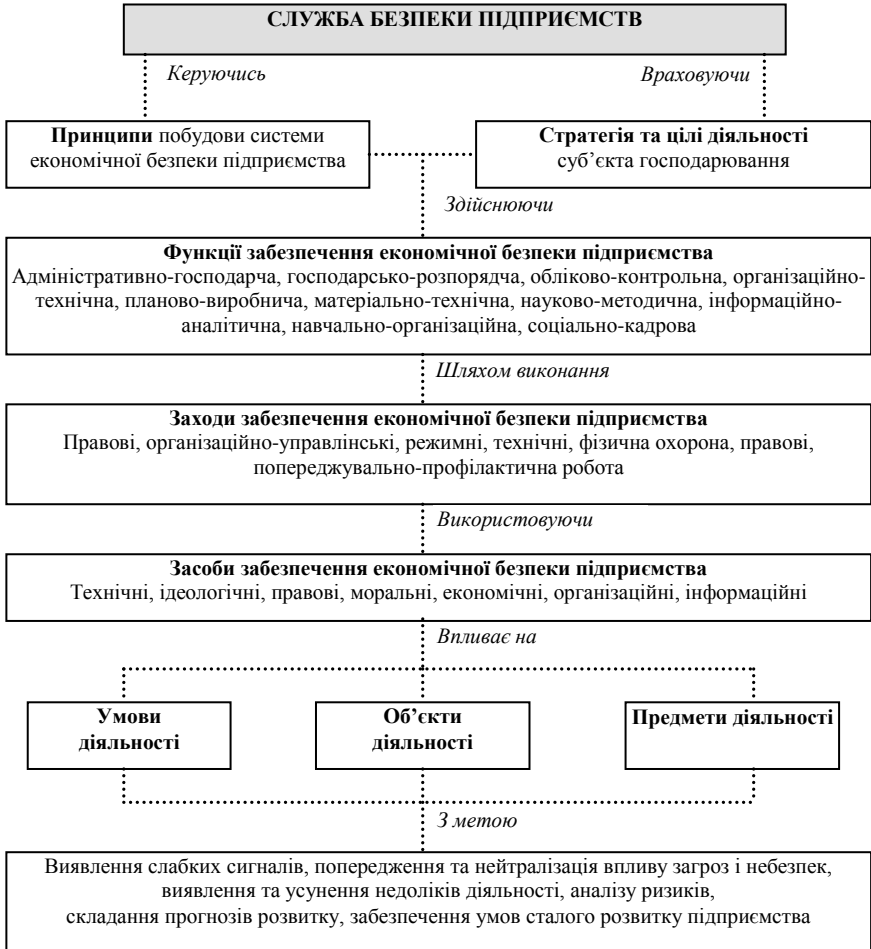 СЛУЖБА БЕЗПЕКИ ПІДПРИЄМСТВ
Керуючись
Враховуючи
Принципи побудови системи
економічної безпеки підприємства
Стратегія та цілі діяльності
суб’єкта господарювання
Здійснюючи
Функції забезпечення економічної безпеки підприємства
Адміністративно-господарча, господарсько-розпорядча, обліково-контрольна, організаційно-
технічна, планово-виробнича, матеріально-технічна, науково-методична, інформаційно-
аналітична, навчально-організаційна, соціально-кадрова
Шляхом виконання
Заходи забезпечення економічної безпеки підприємства
Правові, організаційно-управлінські, режимні, технічні, фізична охорона, правові,
попереджувально-профілактична робота
Використовуючи
Засоби забезпечення економічної безпеки підприємства
Технічні, ідеологічні, правові, моральні, економічні, організаційні, інформаційні
Впливає на
Умови
діяльності
Об’єкти
діяльності
Предмети діяльності
З метою
Виявлення слабких сигналів, попередження та нейтралізація впливу загроз і небезпек,
виявлення та усунення недоліків діяльності, аналізу ризиків,
складання прогнозів розвитку, забезпечення умов сталого розвитку підприємства